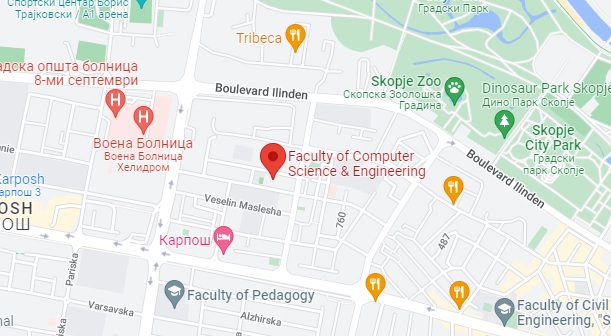 Спортски Центар Борис
Трајковски - А1 арена
Градски Парк
Tribeca
адска општа болница
8-ми септември
Boulevard Ilinden
Skopje Zoo
Скопска Зоолошка
Градина
Dinosaur Park Skopje
Дино Парк Скопје
Воена Болница
Воена Болница
Хелидром
Skopje
City Park
Градски
парк Скопје
Faculty of Computer
Science & Engineering
Boulevard Ilinden
Karposh
арпош 3
OSH
ПОШ
Veselin Maslesha
760
487
Карпош
Pariska
Faculty of Pedagogy
Varsavska
Alzhirska
Faculty of Civil
Engineering, "S